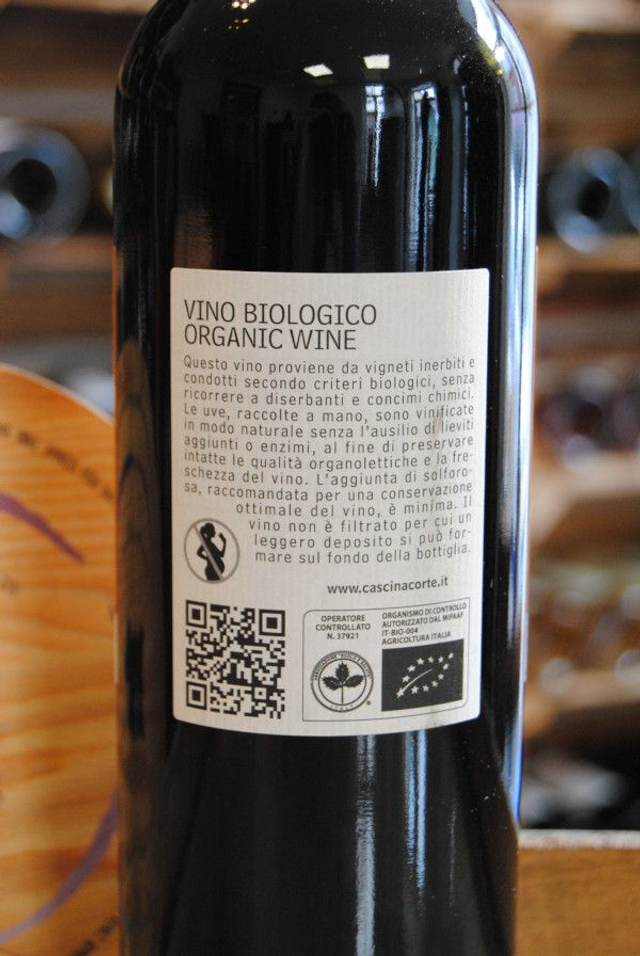 VINO BIOLOGICO
ORGANIC WINE
Questo vino proviene da vigneti inerbiti e
condotti secondo criteri biologici, senza
ricorrere a diserbanti e concimi chimici.
Le uve, raccolte a mano, sono vinificate
in modo naturale senza l'ausilio di lieviti
aggiunti o enzimi, al fine di preservare
intatte le qualità organolettiche e la fre-
schezza del vino. L'aggiunta di solforo-
sa, raccomandata per una conservazione
ottimale del vino, è minima. Il
vino non è filtrato per cui un
leggero deposito si può for-
mare sul fondo della bottiglia.
www.cascinacorte.it
OPERATORE
CONTROLLATO
N. 37921
ORGANISMO DI CONTROLLO
AUTORIZZATO DAL MIPAAF
IT-BIO-004
AGRICOLTURA ITALIA